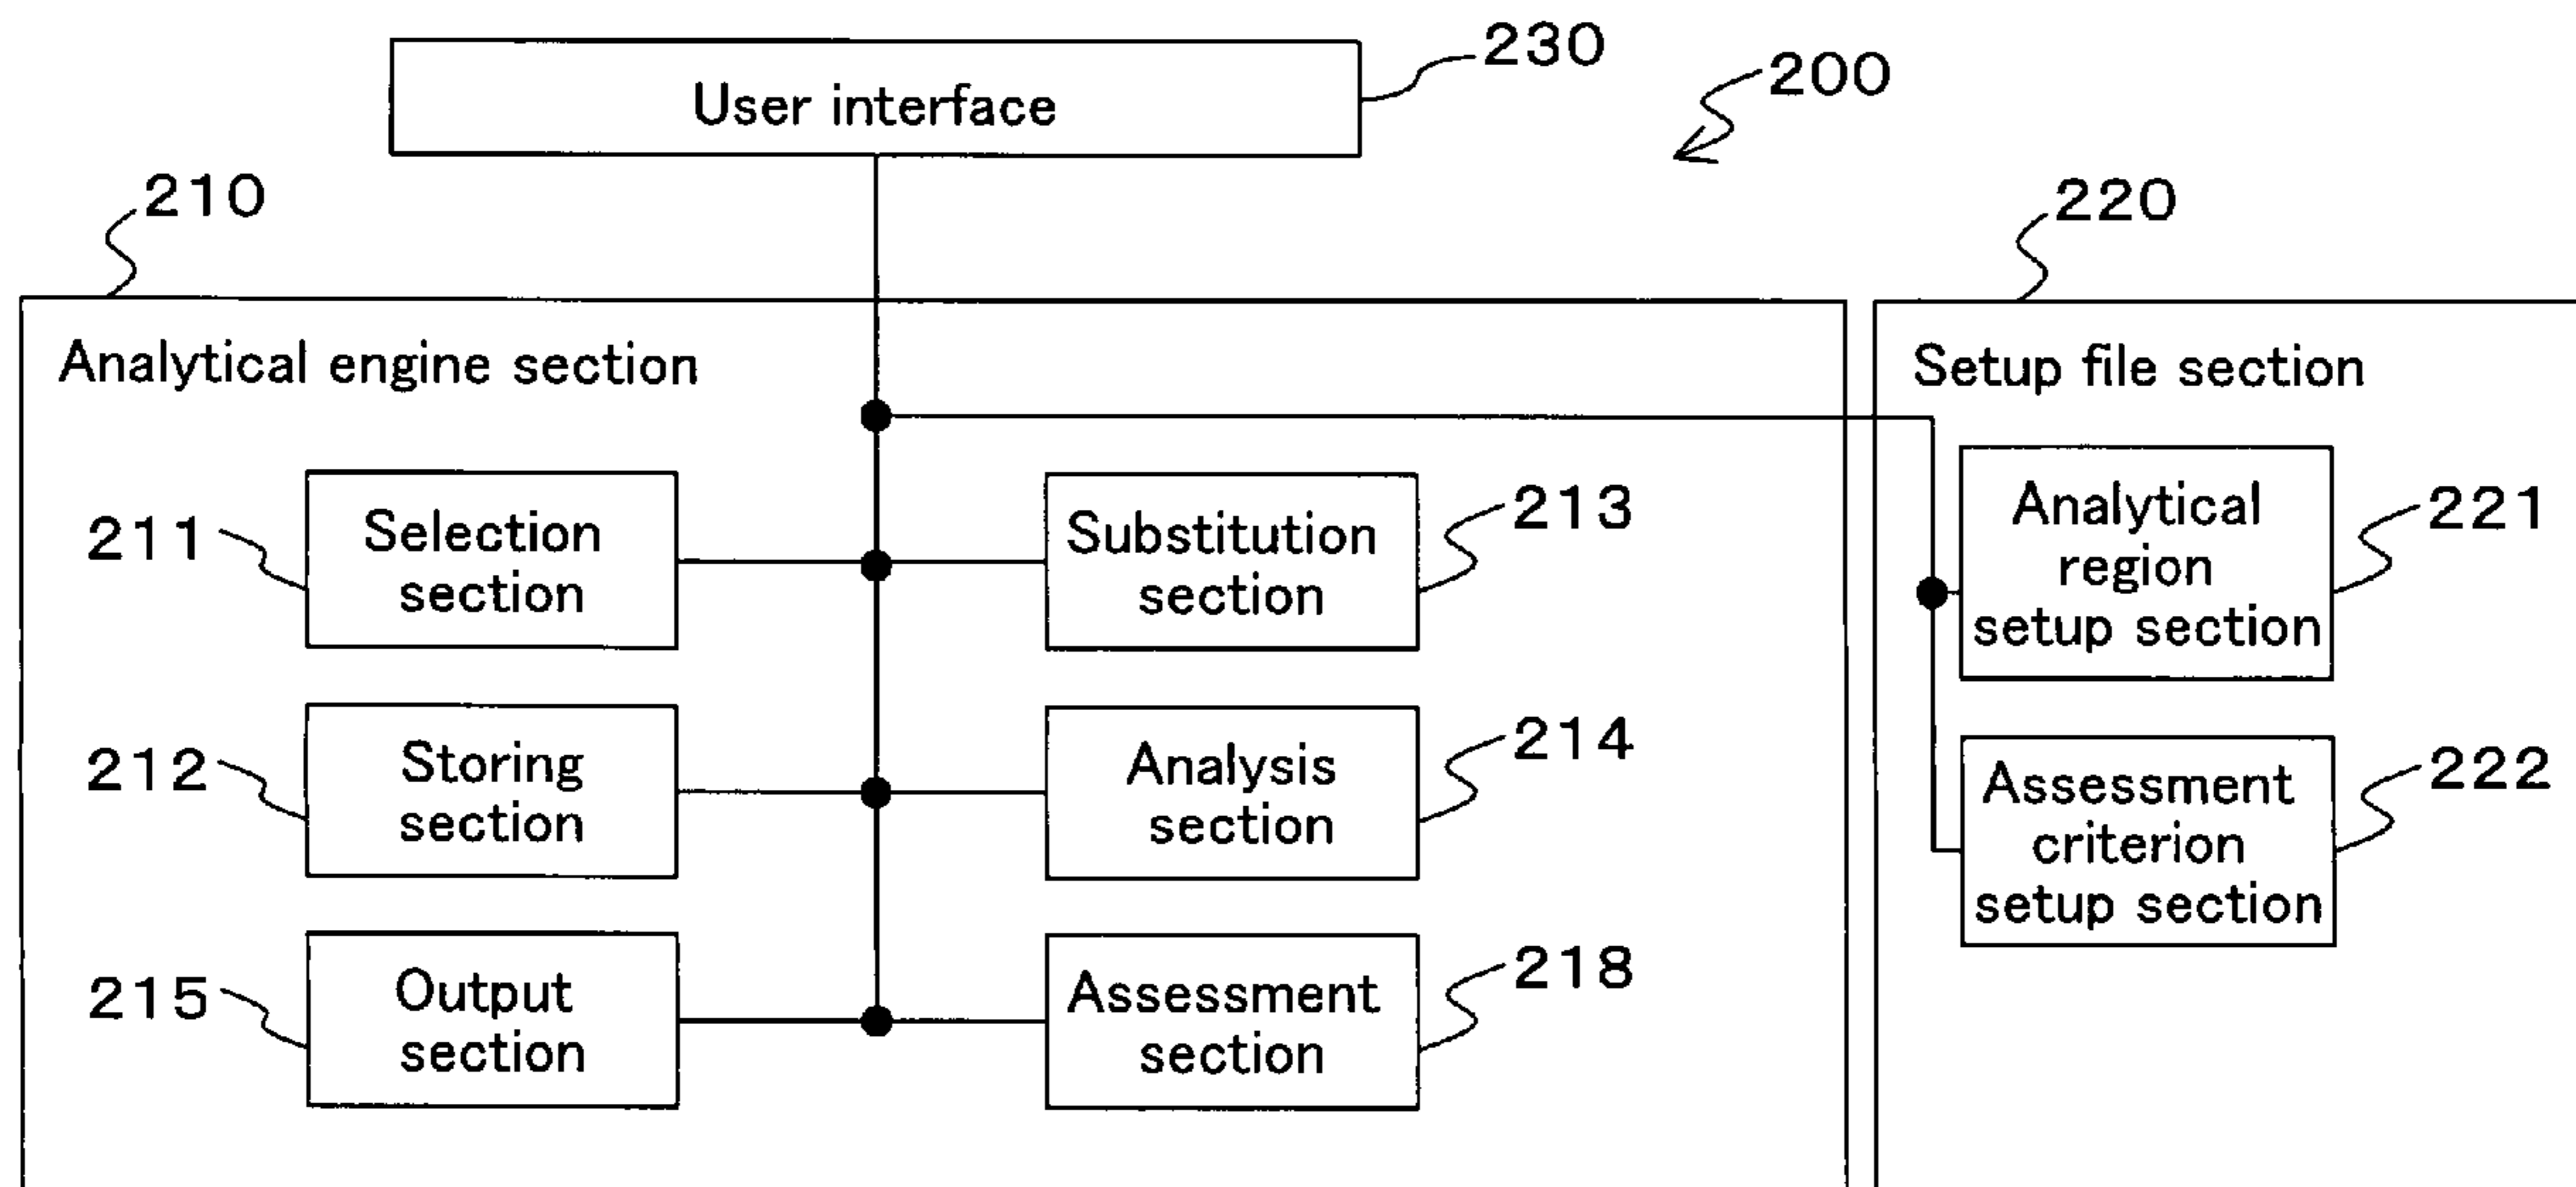 230
200
User interface
210
220
Analytical engine section
Setup file section
211
Selection
section
Substitution
section
213
Analytical
region
setup section
221
212
Storing
section
Analysis
section
214
Assessment
criterion
setup section
222
215
Output
section
Assessment
section
218